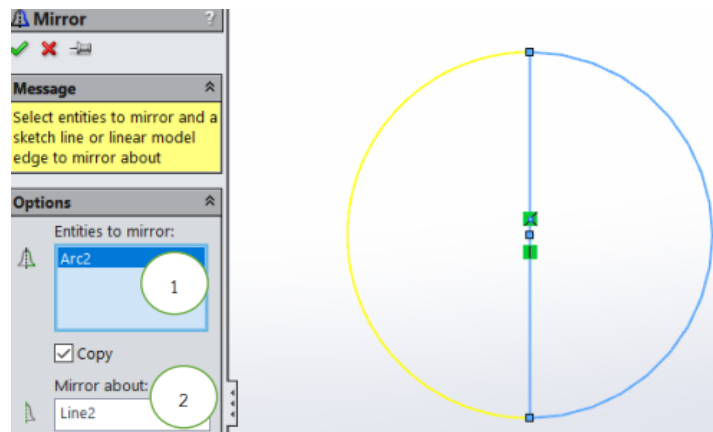 Mirror ?
Message
Select entities to mirror and a
sketch line or linear model
edge to mirror about
Options
Entities to mirror:
Arc2
1
Copy
Mirror about:
2
Line2